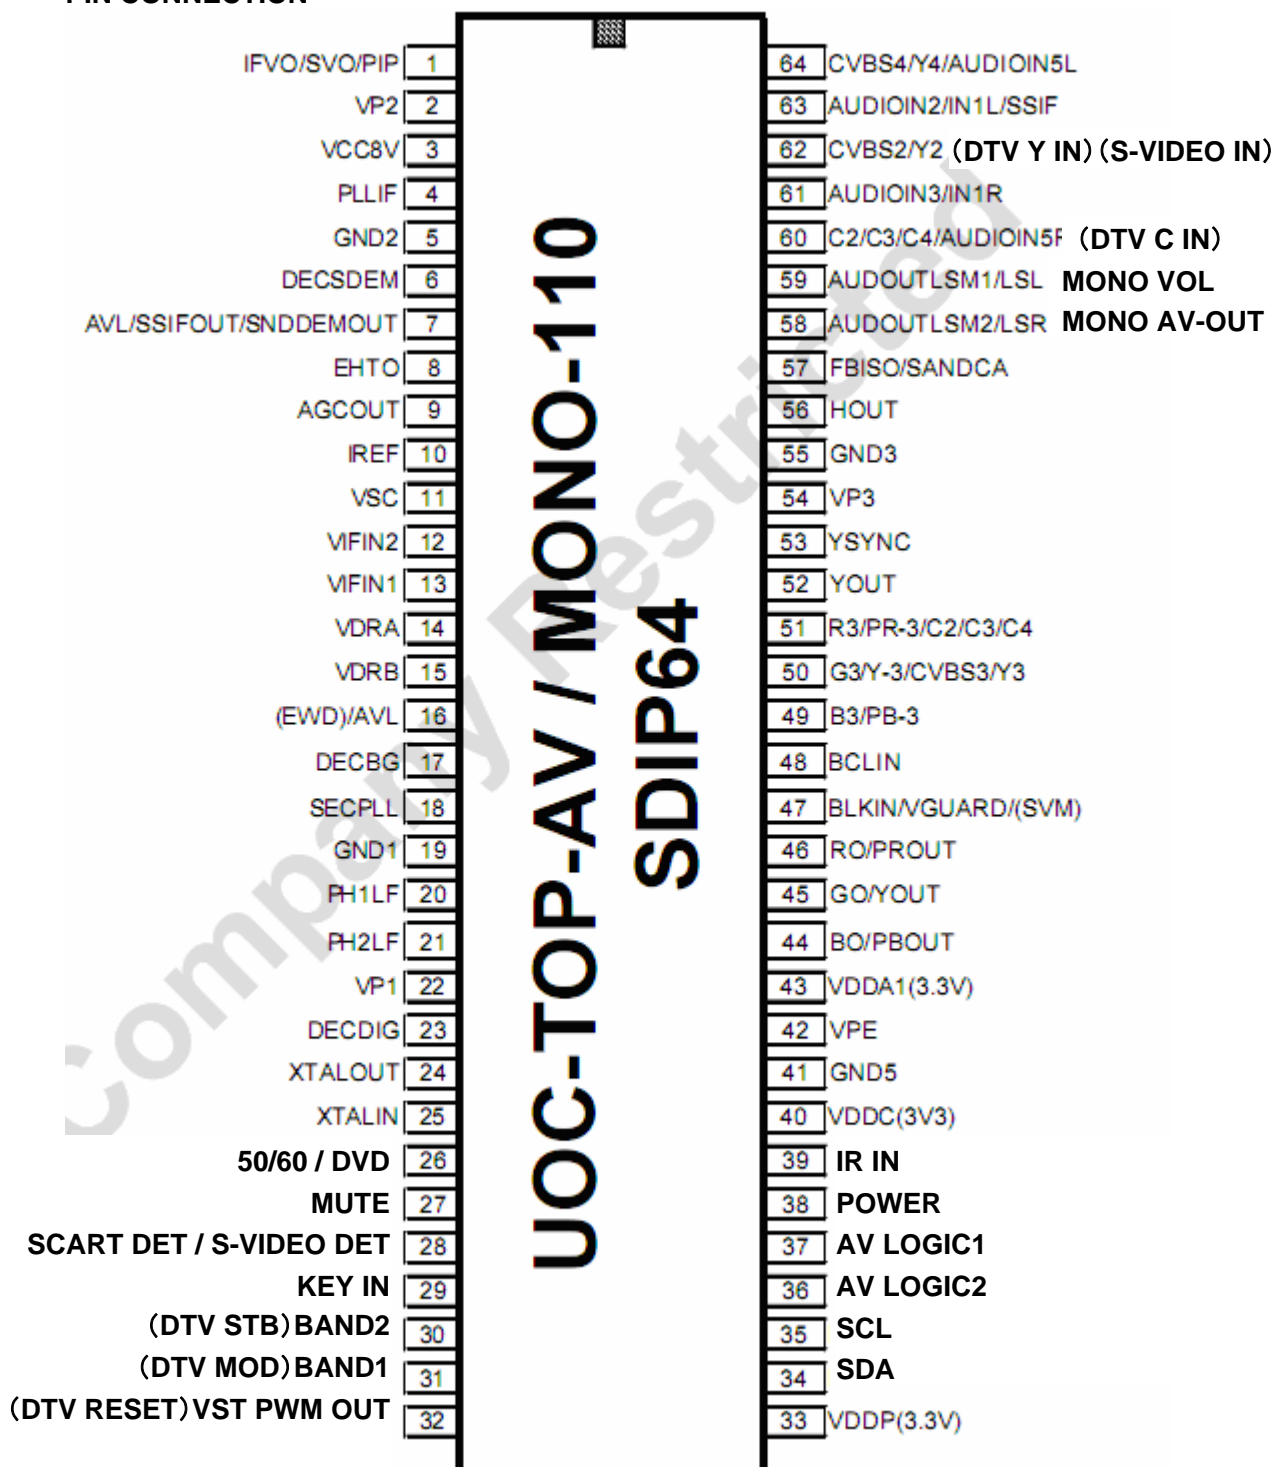 PIN CONNECTION
IFVO/SVO/PIP 1
VP2 2
VCC8V 3
PLLIF 4
GND2 5
DECSDEM 6
AVL/SSIFOUT/SNDDEMOUT 7
EHTO 8
AGCOUT 9
IREF 10
VSC 11
VIFIN2 12
VIFIN1 13
VDRA 14
VDRB 15
(EWD)/AVL 16
DECBG 17
SECPLL 18
GND1 19
PH1LF 20
PH2LF 21
VP1 22
DECDIG 23
XTALOUT 24
XTALIN 25
50/60 / DVD 26
MUTE 27
SCART DET / S-VIDEO DET 28
KEY IN 29
(DTV STB)BAND2 30
(DTV MOD)BAND1 31
(DTV RESET)VST PWM OUT 32
UOC-TOP-AV / MONO-110
SDIP64
64 CVBS4/Y4/AUDIOIN5L
63 AUDIOIN2/IN1L/SSIF
62 CVBS2/Y2 (DTV Y IN)(S-VIDEO IN)
61 AUDIOIN3/IN1R
60 C2/C3/C4/AUDIOIN5R (DTV C IN)
59 AUDOUTLSM1/LSL MONO VOL
58 AUDOUTLSM2/LSR MONO AV-OUT
57 FBISO/SANDCA
56 HOUT
55 GND3
54 VP3
53 YSYNC
52 YOUT
51 R3/PR-3/C2/C3/C4
50 G3/Y-3/CVBS3/Y3
49 B3/PB-3
48 BCLIN
47 BLKIN/VGUARD/(SVM)
46 RO/PROUT
45 GO/YOUT
44 BO/PBOUT
43 VDDA1(3.3V)
42 VPE
41 GND5
40 VDDC(3V3)
39 IR IN
38 POWER
37 AV LOGIC1
36 AV LOGIC2
35 SCL
34 SDA
33 VDDP(3.3V)
Company Restricted